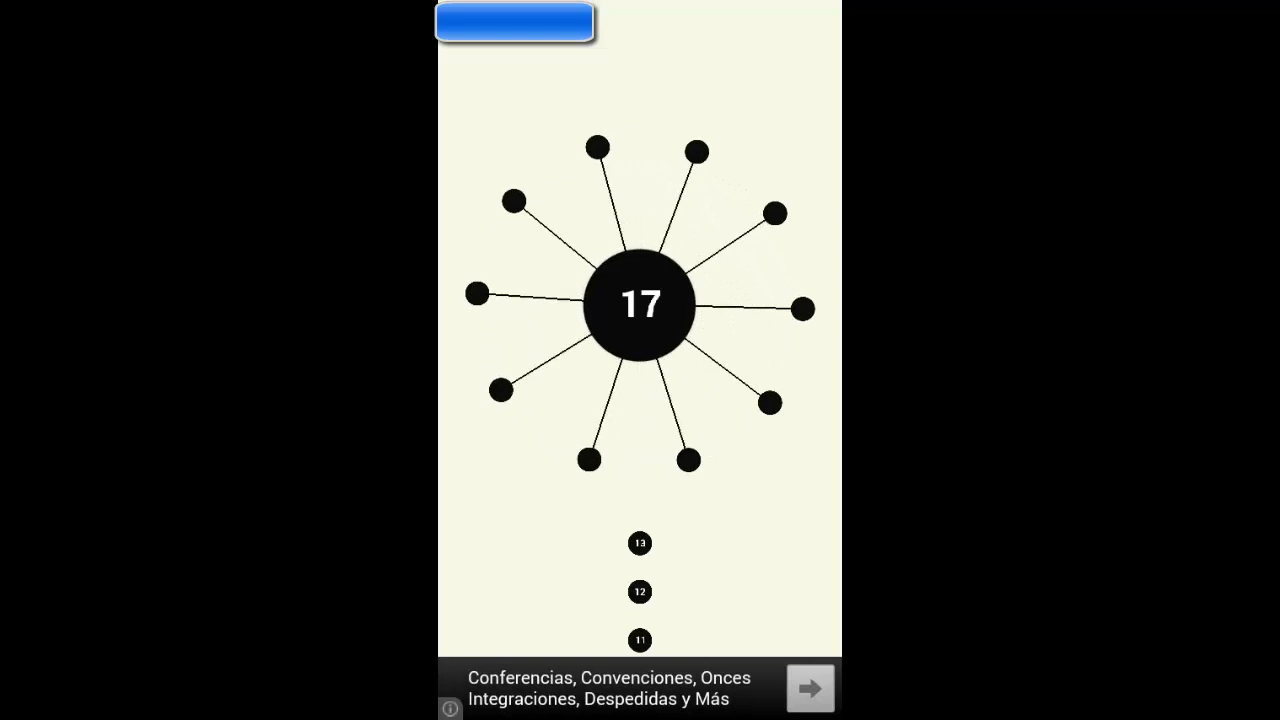 17
13
12
11
Conferencias, Convenciones, Onces
Integraciones, Despedidas y Más